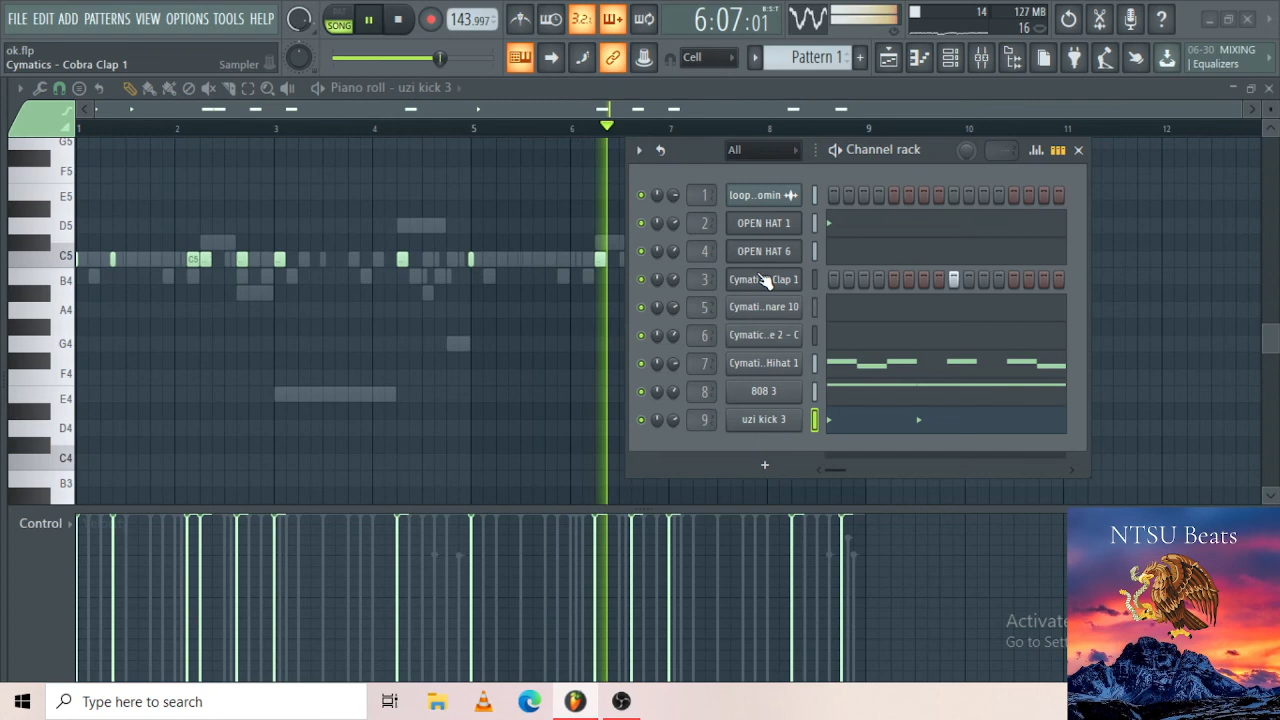 FILE EDIT ADD PATTERNS VIEW OPTIONS TOOLS HELP
PAT
SONG
143.997
3.2:
6:07:01
B:S:T
14
127 MB
16
ok.flp
Cymatics - Cobra Clap 1
Sampler
Cell
Pattern 1
06-30 MIXING
Equalizers
Piano roll - uzi kick 3
1 2 3 4 5 6 7 8 9 10 11 12
G5
F5
E5
D5
C5
B4
A4
G4
F4
E4
D4
C4
B3
C5
All
Channel rack
1 loop..omin
2 OPEN HAT 1
4 OPEN HAT 6
3 Clap 1
5 Cymati..nare 10
6 Cymatic..e 2 - C
7 Cymati..Hihat 1
8 808 3
9 uzi kick 3
+
Control
Activate
Go to Sett
NTSU Beats
Type here to search